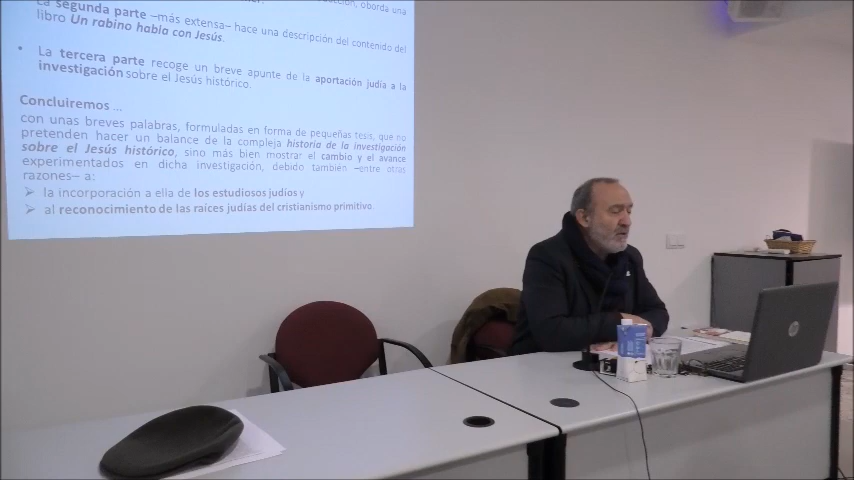 oborda una
La segunda parte –más extensa– hace una descripción del contenido del
libro Un rabino habla con Jesús.
• La tercera parte recoge un breve apunte de la aportación judía a la
investigación sobre el Jesús histórico.
Concluiremos ...
con unas breves palabras, formuladas en forma de pequeñas tesis, que no
pretenden hacer un balance de la compleja historia de la investigación
sobre el Jesús histórico, sino más bien mostrar el cambio y el avance
experimentados en dicha investigación, debido también –entre otras
razones– a:
➢ la incorporación a ella de los estudiosos judíos y
➢ al reconocimiento de las raíces judías del cristianismo primitivo.
hp